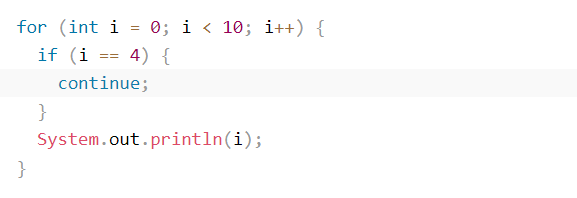 for (int i = 0; i < 10; i++) {
  if (i == 4) {
    continue;
  }
  System.out.println(i);
}